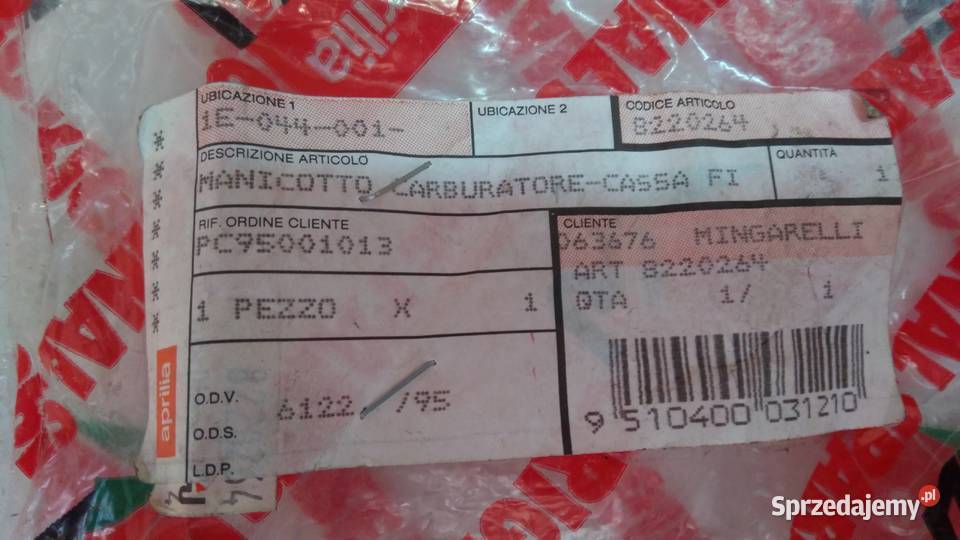 UBICAZIONE 1
1E-044-001-
UBICAZIONE 2
CODICE ARTICOLO
8220264
DESCRIZIONE ARTICOLO
MANICOTTO CARBURATORE-CASSA FI
QUANTITÀ
1
RIF. ORDINE CLIENTE
PC95001013
CLIENTE
063676 MINGARELLI
ART 8220264
QTA 1/ 1
1 PEZZO X 1
O.D.V. 6122 /95
O.D.S.
L.D.P.
9 510400 031210
******
aprilia
Sprzedajemy.pl